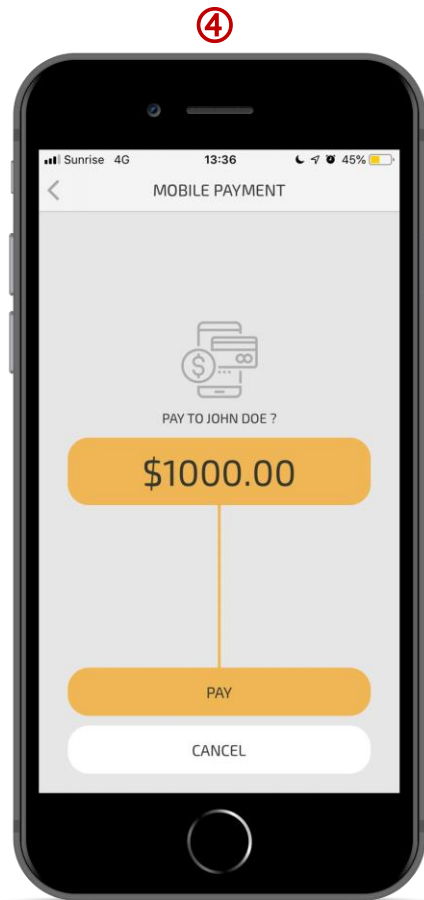 ④
Sunrise 4G 13:36 45%
MOBILE PAYMENT
$
PAY TO JOHN DOE ?
$1000.00
PAY
CANCEL